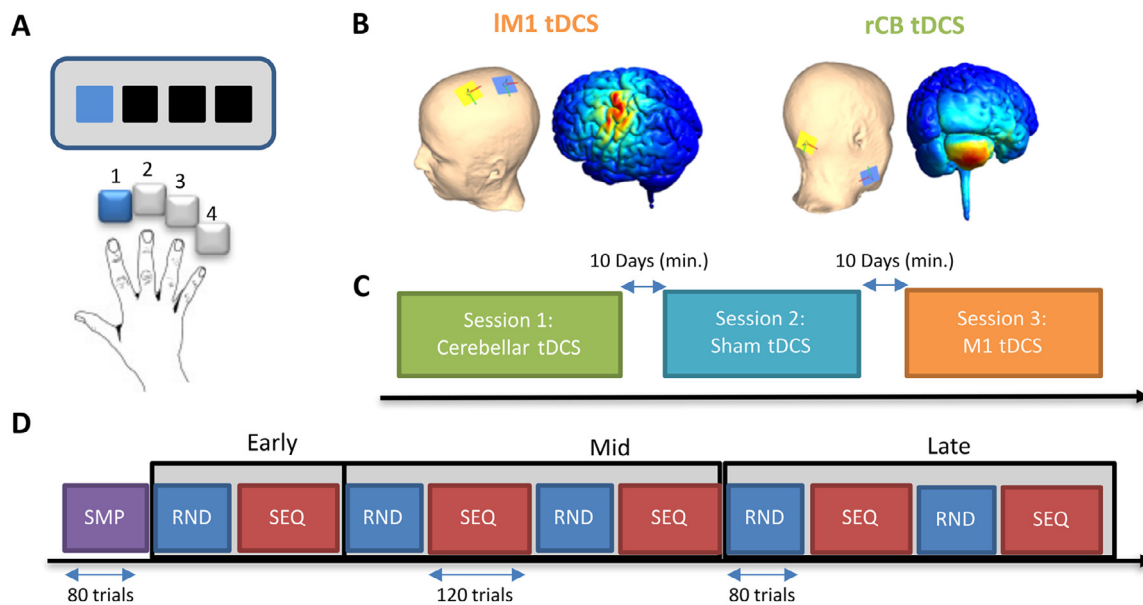 A
1
2
3
4
B
lM1 tDCS
rCB tDCS
C
10 Days (min.)
10 Days (min.)
Session 1:
Cerebellar tDCS
Session 2:
Sham tDCS
Session 3:
M1 tDCS
D
Early
Mid
Late
SMP
RND
SEQ
RND
SEQ
RND
SEQ
RND
SEQ
RND
SEQ
80 trials
120 trials
80 trials